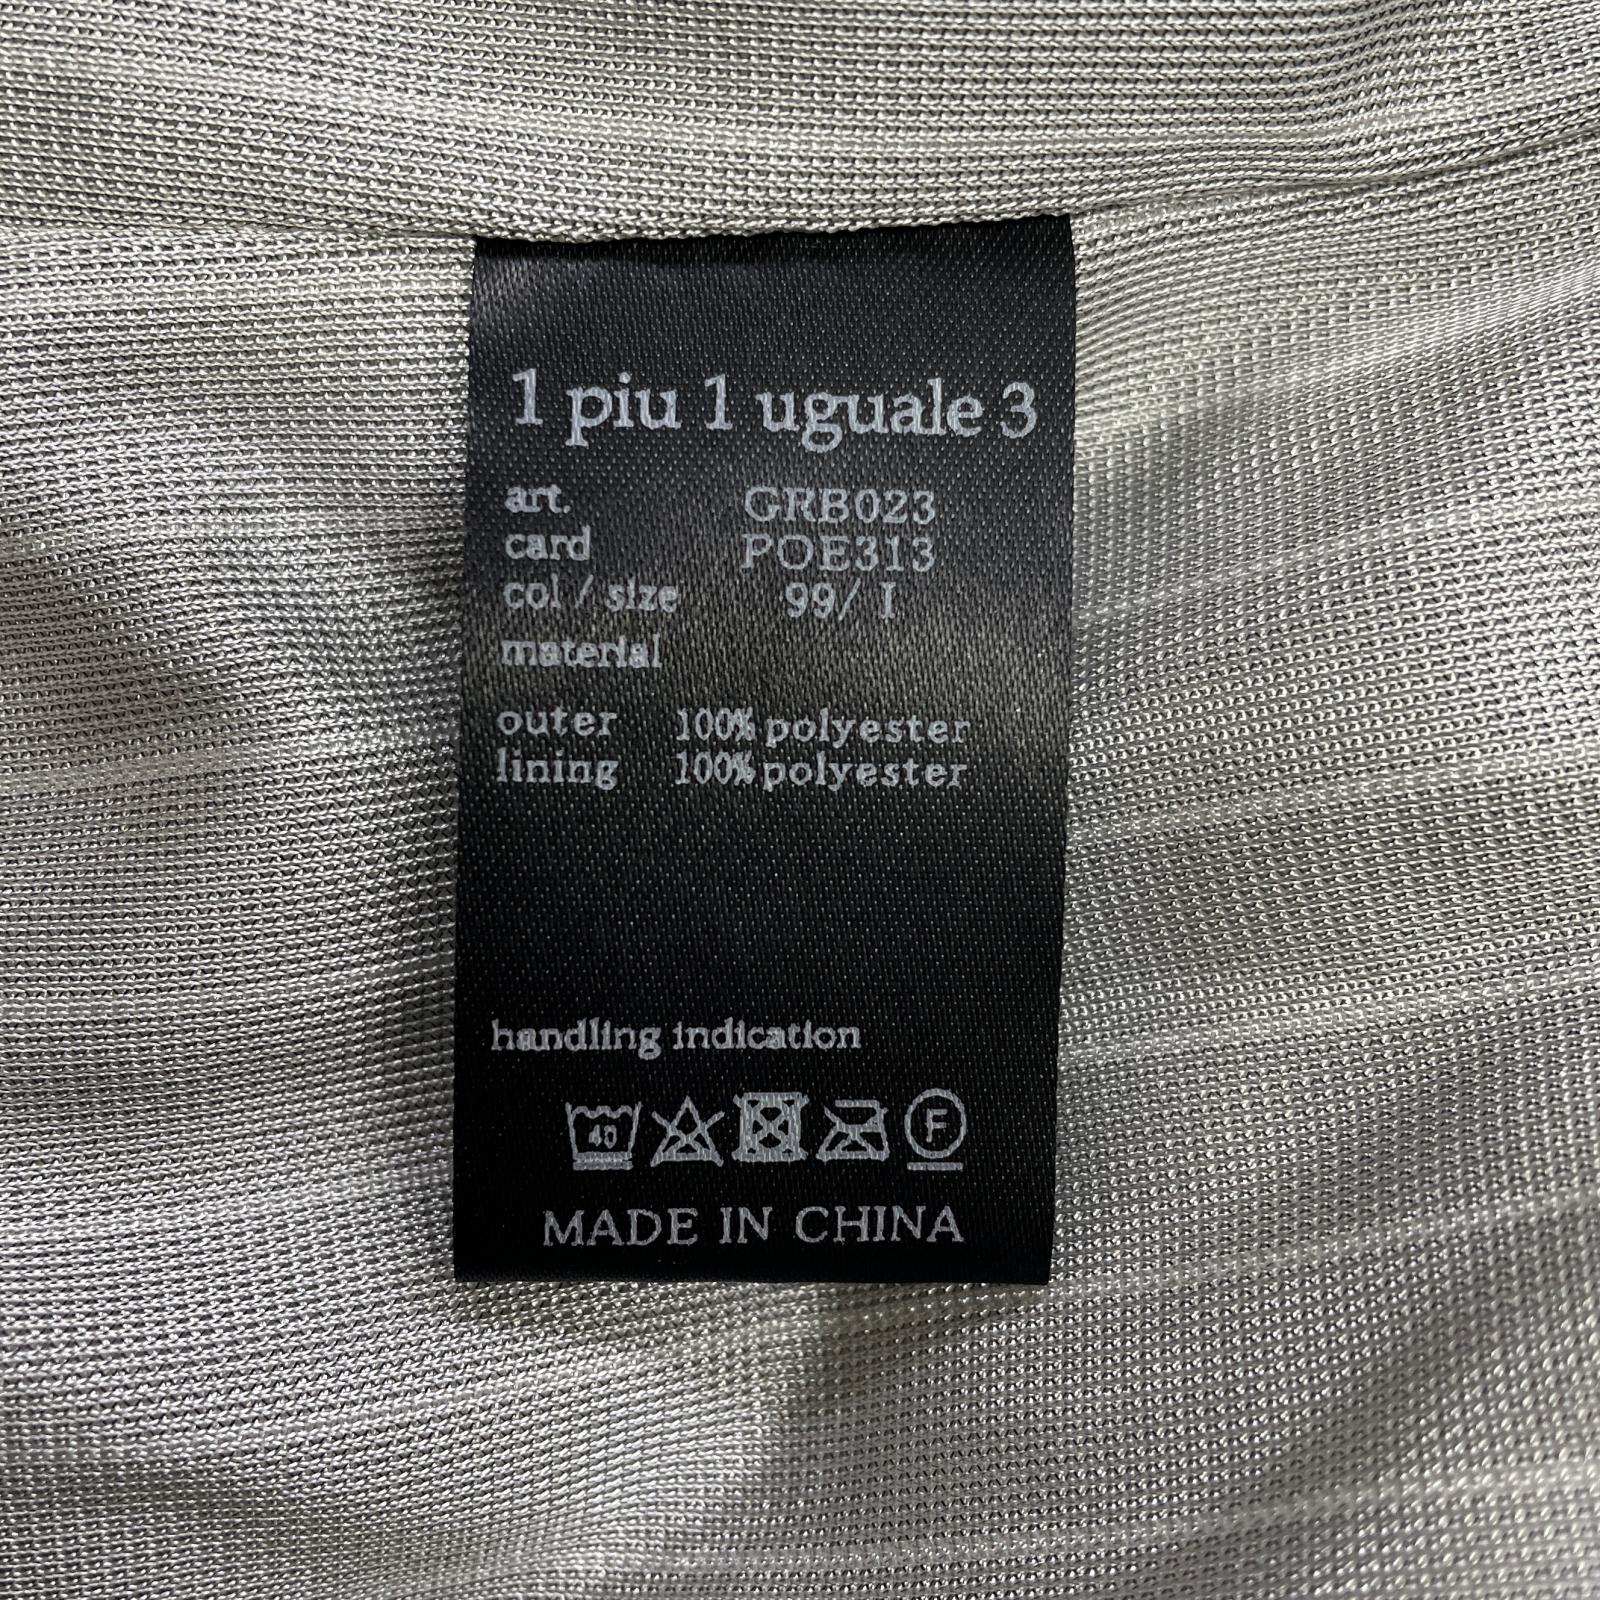 1 piu 1 uguale 3
art. GRB023
card POE313
col / size 99/ I
material
outer 100% polyester
lining 100% polyester
handling indication
40 F
MADE IN CHINA